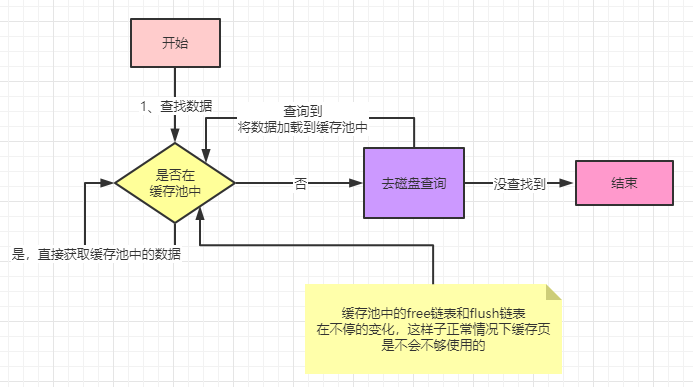 开始
1、查找数据
查询到
将数据加载到缓存池中
是否在
缓存池中
否
去磁盘查询
没查找到
结束
是，直接获取缓存池中的数据
缓存池中的free链表和flush链表
在不停的变化，这样子正常情况下缓存页
是不会不够使用的